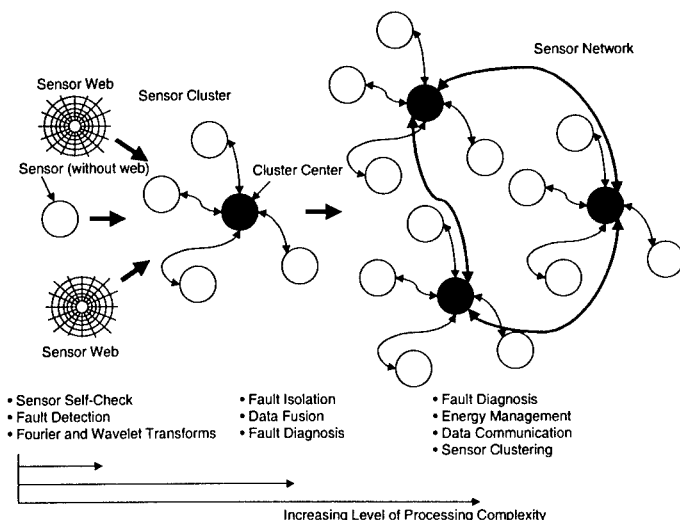 Sensor Network
Sensor Web
Sensor Cluster
Sensor (without web)
Cluster Center
Sensor Web
• Sensor Self-Check
• Fault Detection
• Fourier and Wavelet Transforms
• Fault Isolation
• Data Fusion
• Fault Diagnosis
• Fault Diagnosis
• Energy Management
• Data Communication
• Sensor Clustering
Increasing Level of Processing Complexity